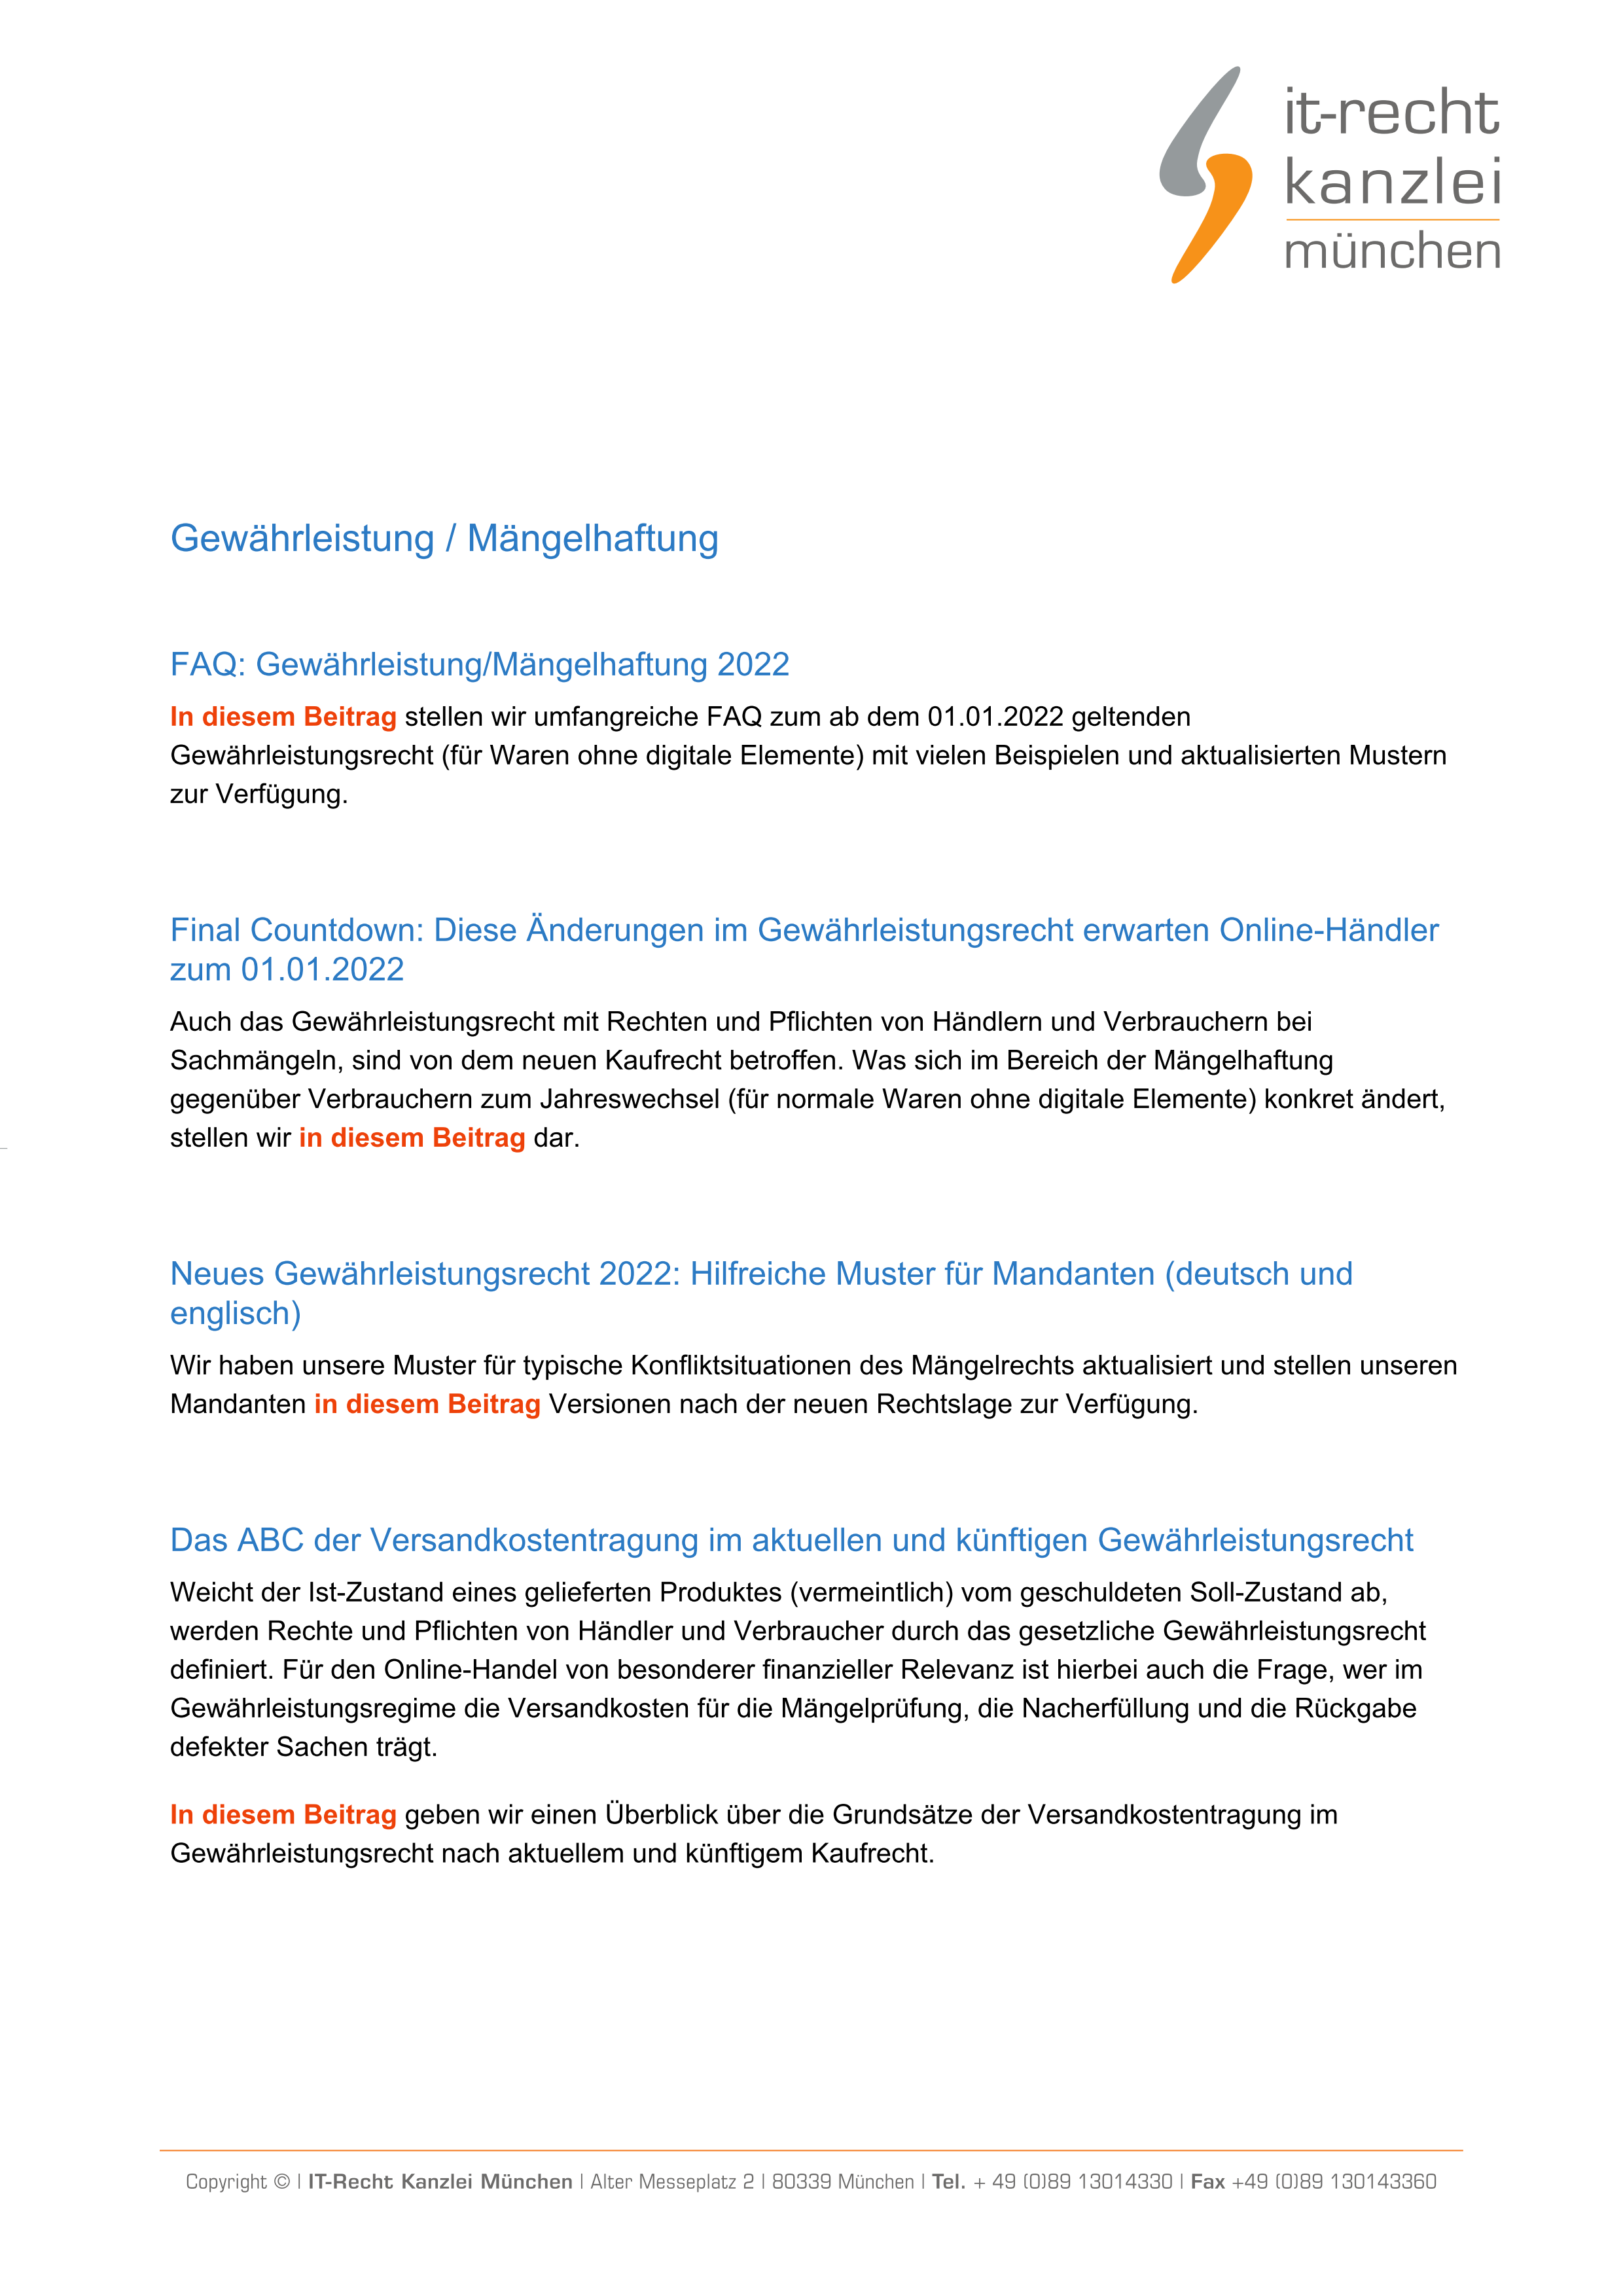 it-recht
kanzlei
münchen
Gewährleistung / Mängelhaftung
FAQ: Gewährleistung/Mängelhaftung 2022
In diesem Beitrag stellen wir umfangreiche FAQ zum ab dem 01.01.2022 geltenden
Gewährleistungsrecht (für Waren ohne digitale Elemente) mit vielen Beispielen und aktualisierten Mustern
zur Verfügung.
Final Countdown: Diese Änderungen im Gewährleistungsrecht erwarten Online-Händler
zum 01.01.2022
Auch das Gewährleistungsrecht mit Rechten und Pflichten von Händlern und Verbrauchern bei
Sachmängeln, sind von dem neuen Kaufrecht betroffen. Was sich im Bereich der Mängelhaftung
gegenüber Verbrauchern zum Jahreswechsel (für normale Waren ohne digitale Elemente) konkret ändert,
stellen wir in diesem Beitrag dar.
Neues Gewährleistungsrecht 2022: Hilfreiche Muster für Mandanten (deutsch und
englisch)
Wir haben unsere Muster für typische Konfliktsituationen des Mängelrechts aktualisiert und stellen unseren
Mandanten in diesem Beitrag Versionen nach der neuen Rechtslage zur Verfügung.
Das ABC der Versandkostentragung im aktuellen und künftigen Gewährleistungsrecht
Weicht der Ist-Zustand eines gelieferten Produktes (vermeintlich) vom geschuldeten Soll-Zustand ab,
werden Rechte und Pflichten von Händler und Verbraucher durch das gesetzliche Gewährleistungsrecht
definiert. Für den Online-Handel von besonderer finanzieller Relevanz ist hierbei auch die Frage, wer im
Gewährleistungsregime die Versandkosten für die Mängelprüfung, die Nacherfüllung und die Rückgabe
defekter Sachen trägt.
In diesem Beitrag geben wir einen Überblick über die Grundsätze der Versandkostentragung im
Gewährleistungsrecht nach aktuellem und künftigem Kaufrecht.
Copyright © | IT-Recht Kanzlei München | Alter Messeplatz 2 | 80339 München | Tel. + 49 (0)89 13014330 | Fax +49 (0)89 130143360